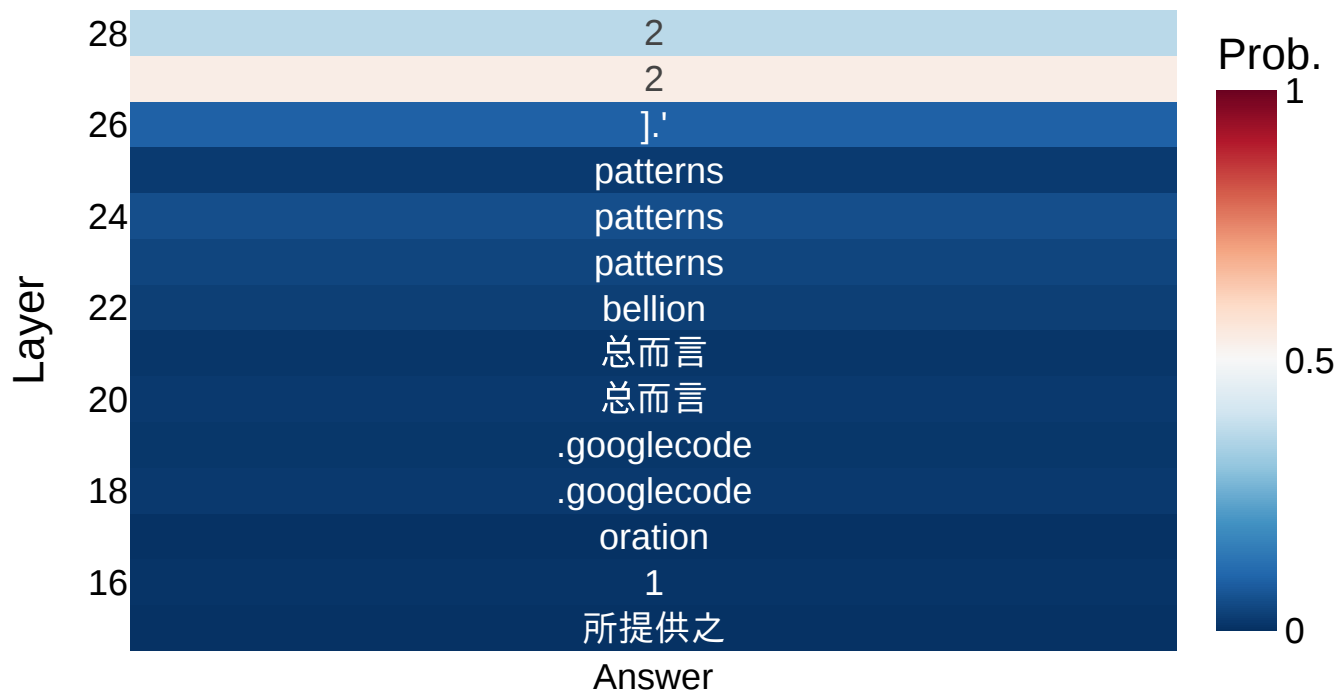 28
2
2
26
].'
patterns
24
patterns
patterns
22
bellion
总而言
20
总而言
.googlecode
18
.googlecode
oration
16
1
所提供之
Layer
Answer
Prob.
1
0.5
0